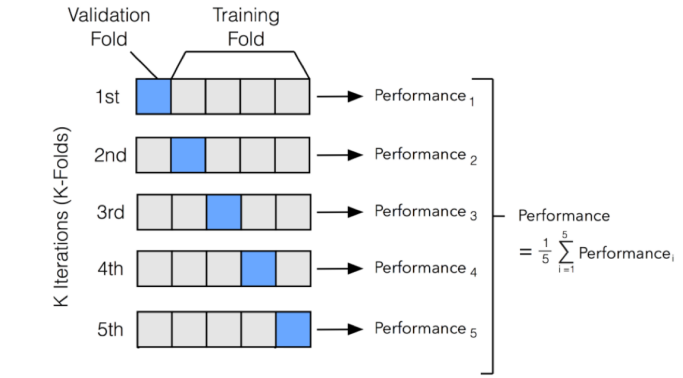 Validation
Fold
Training
Fold
K Iterations (K-Folds)
1st
Performance 1
2nd
Performance 2
3rd
Performance 3
4th
Performance 4
5th
Performance 5
Performance
= 1/5 5∑i=1 Performance i